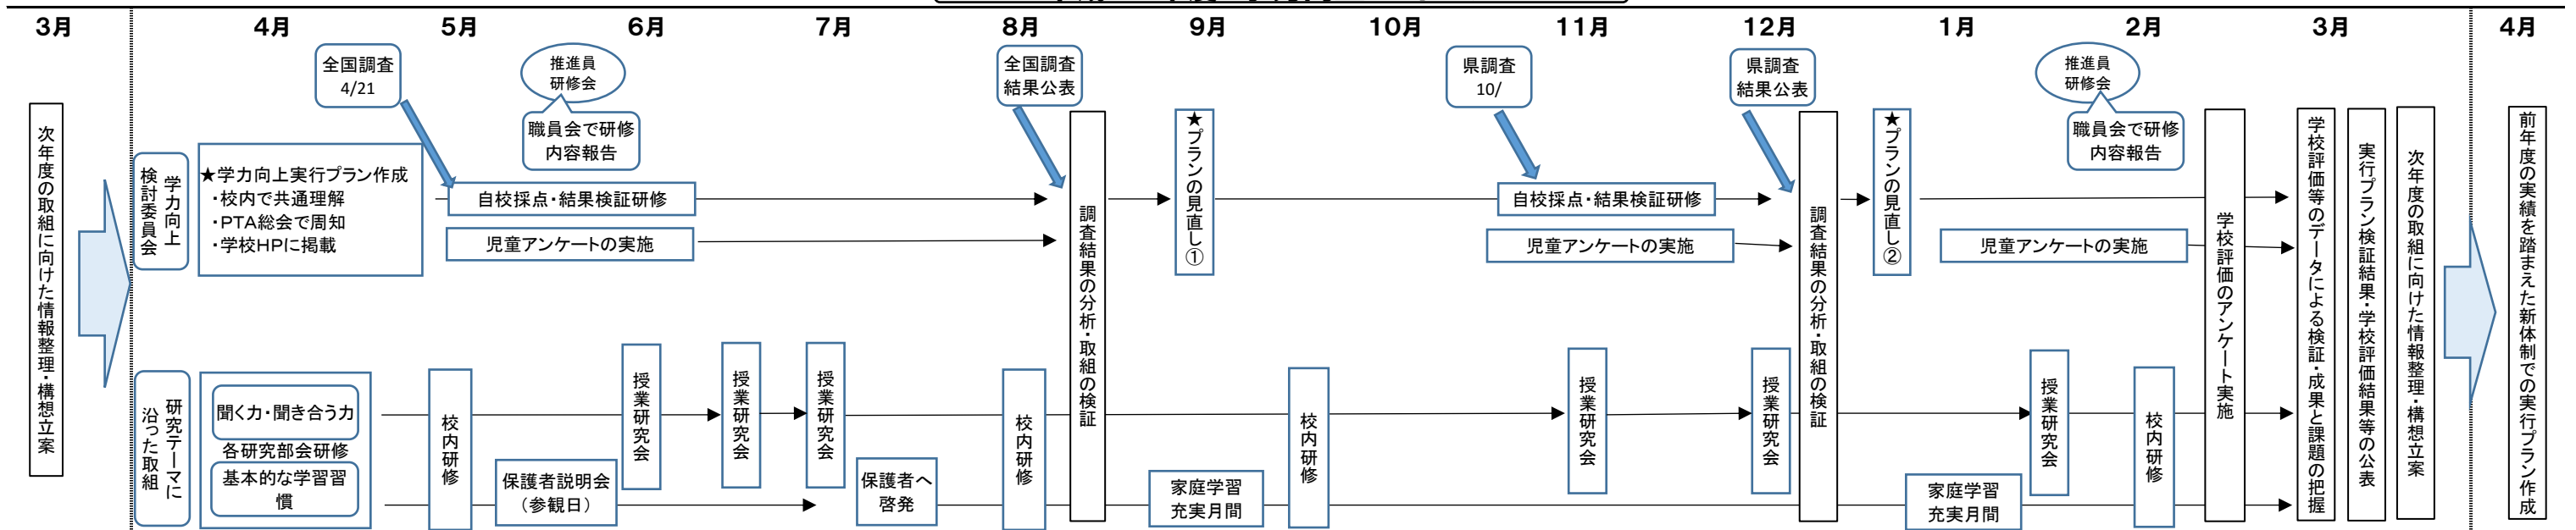 3月
4月
5月
6月
7月
8月
9月
10月
11月
12月
1月
2月
3月
4月
全国調査
4/21
推進員
研修会
全国調査
結果公表
県調査
10/
県調査
結果公表
推進員
研修会
職員会で研修
内容報告
職員会で研修
内容報告
次年度の取組に向けた情報整理・構想立案
学力向上
検討委員会
★学力向上実行プラン作成
・校内で共通理解
・PTA総会で周知
・学校HPに掲載
自校採点・結果検証研修
児童アンケートの実施
調査結果の分析・取組の検証
★プランの見直し①
自校採点・結果検証研修
児童アンケートの実施
調査結果の分析・取組の検証
★プランの見直し②
児童アンケートの実施
学校評価のアンケート実施
学校評価等のデータによる検証・成果と課題の把握
実行プラン検証結果・学校評価結果等の公表
次年度の取組に向けた情報整理・構想立案
前年度の実績を踏まえた新体制での実行プラン作成
研究テーマに
沿った取組
聞く力・聞き合う力
各研究部会研修
基本的な学習習
慣
校内研修
保護者説明会
(参観日)
授業研究会
授業研究会
授業研究会
保護者へ
啓発
校内研修
家庭学習
充実月間
校内研修
授業研究会
授業研究会
家庭学習
充実月間
授業研究会
校内研修